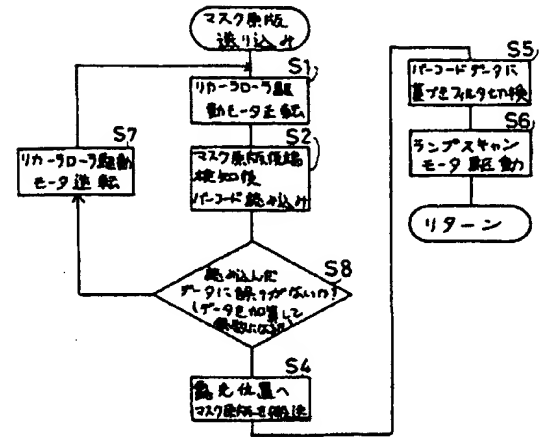 マスク原版
送り込み
S1
リカーラローラ駆
動モータ正転
S2
マスク原版後端
検知後
バーコード読み込み
S7
リカーラローラ駆動
モータ逆転
S8
読み込んだ
データに誤りがないか?
(データを加算して
S4
露光位置へ
マスク原版を搬送
S5
バーコードデータに
基づきフィルタ切換
S6
ランプスキャン
モータ駆動
リターン